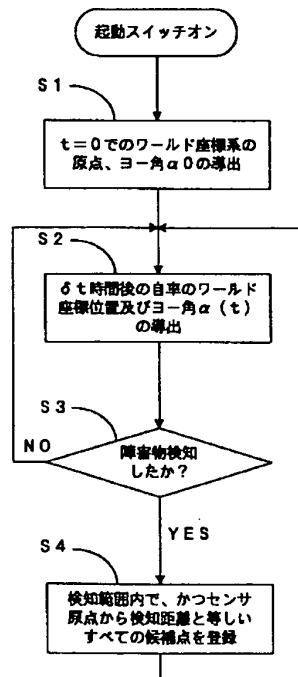 起動スイッチオン
S1
t=0でのワールド座標系の
原点、ヨー角α0の導出
S2
δt時間後の自車のワールド
座標位置及びヨー角α(t)
の導出
S3
障害物検知
したか?
NO
YES
S4
検知範囲内で、かつセンサ
原点から検知距離と等しい
すべての候補点を登録